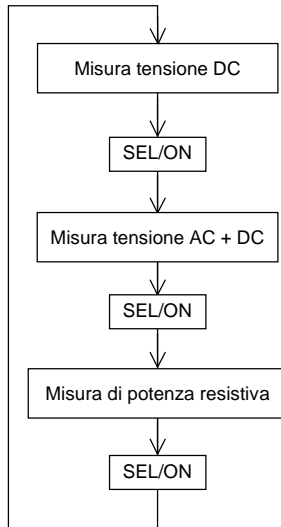 Misura tensione DC
SEL/ON
Misura tensione AC + DC
SEL/ON
Misura di potenza resistiva
SEL/ON